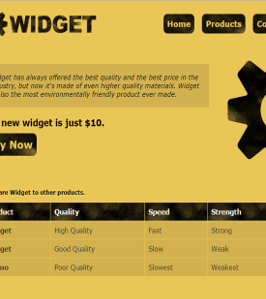 WIDGET
Home Products Co
dget has always offered the best quality and the best price in the
ustry, but now it's made of even higher quality materials. Widget
lso the most environmentally friendly product ever made.
new widget is just $10.
y Now
are Widget to other products.
duct Quality Speed Strength
get High Quality Fast Strong
get Good Quality Slow Weak
mo Poor Quality Slowest Weakest